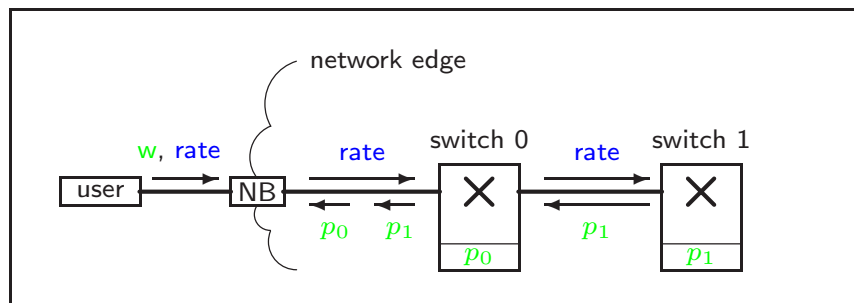 network edge
switch 0 switch 1
w, rate rate rate
user NB
p₀ p₁ p₁
p₀ p₁